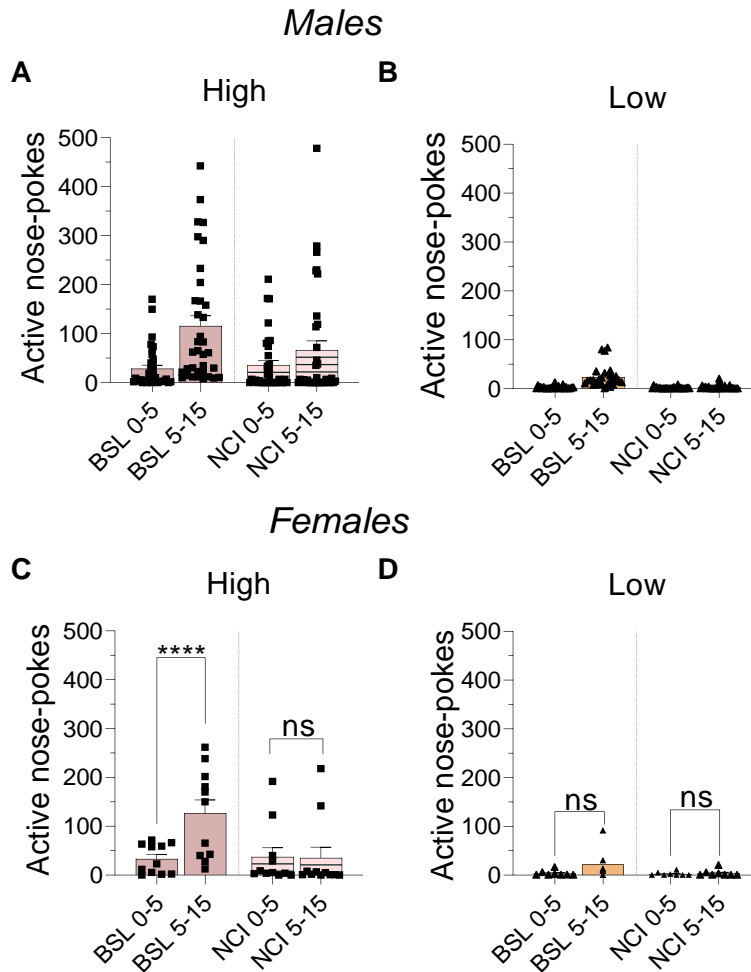 Males
A
High
Active nose-pokes
500
400
300
200
100
0
BSL 0-5
BSL 5-15
NCI 0-5
NCI 5-15
B
Low
Active nose-pokes
500
400
300
200
100
0
BSL 0-5
BSL 5-15
NCI 0-5
NCI 5-15
Females
C
High
Active nose-pokes
500
400
300
200
100
0
****
ns
BSL 0-5
BSL 5-15
NCI 0-5
NCI 5-15
D
Low
Active nose-pokes
500
400
300
200
100
0
ns
ns
BSL 0-5
BSL 5-15
NCI 0-5
NCI 5-15